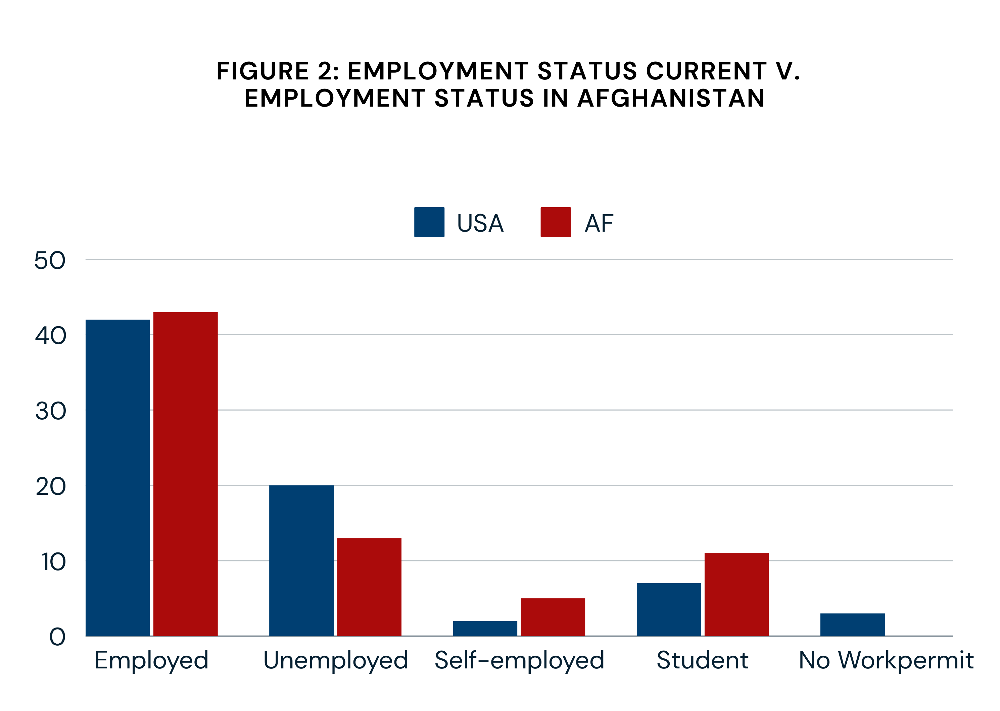 FIGURE 2: EMPLOYMENT STATUS CURRENT V.
EMPLOYMENT STATUS IN AFGHANISTAN
USA AF
50
40
30
20
10
0
Employed Unemployed Self-employed Student No Workpermit